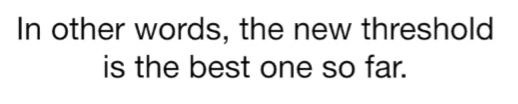 In other words, the new threshold
is the best one so far.